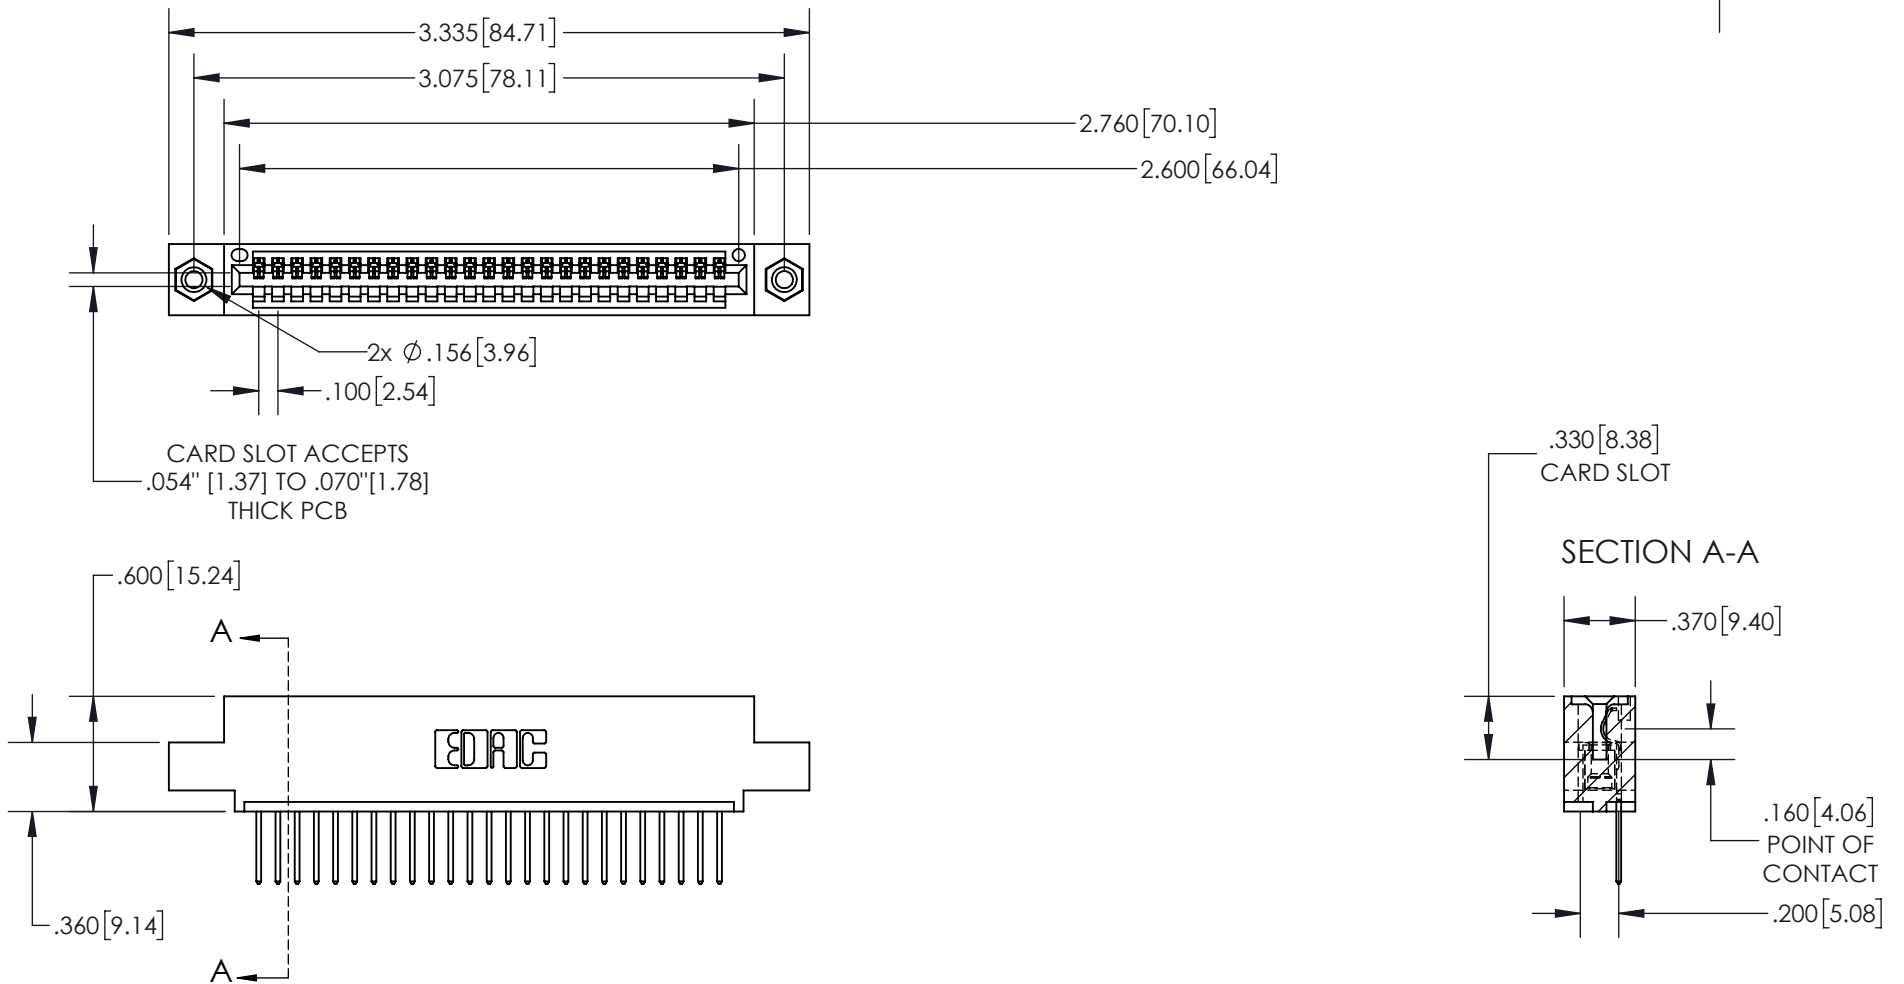 3.335[84.71]
3.075[78.11]
2.760[70.10]
2.600[66.04]
2x ∅.156[3.96]
.100[2.54]
CARD SLOT ACCEPTS
.054" [1.37] TO .070"[1.78]
THICK PCB
.330[8.38]
CARD SLOT
SECTION A-A
.600[15.24]
.370[9.40]
A
EDAC
.160[4.06]
POINT OF
CONTACT
.360[9.14]
.200[5.08]
A